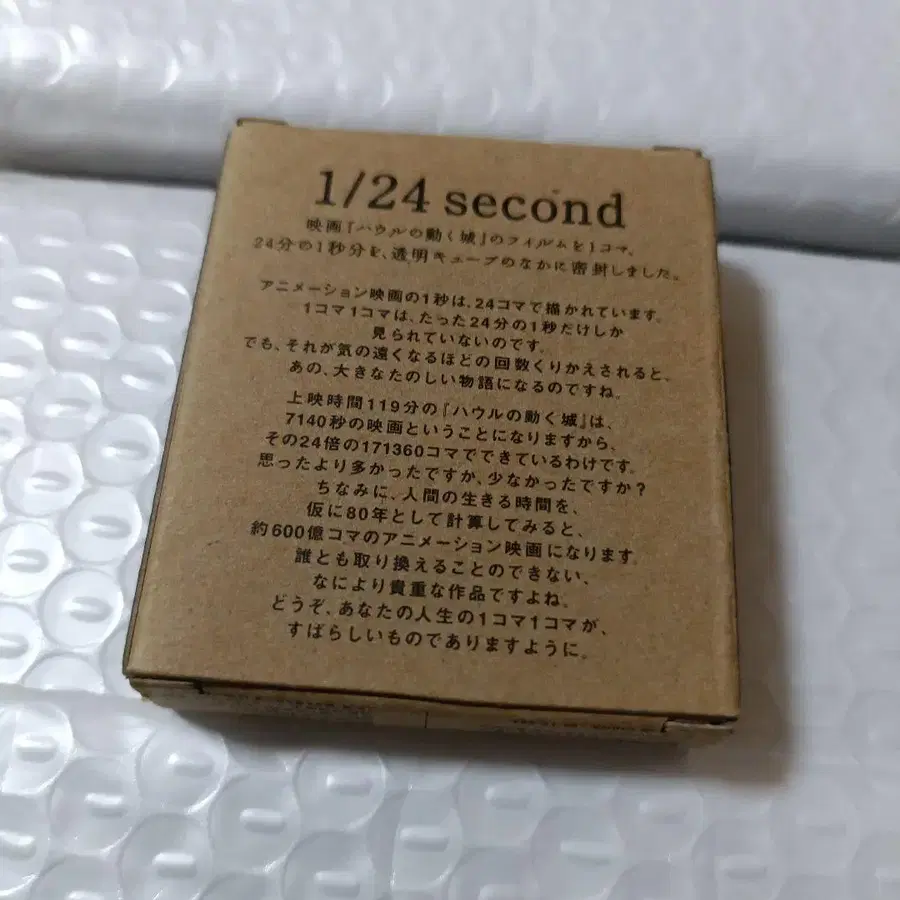 1/24 second
映画『ハウルの動く城』のフィルムを1コマ、
24分の1秒分を、透明キューブのなかに密封しました。
アニメーション映画の1秒は、24コマで描かれています。
1コマ1コマは、たった24分の1秒だけしか
見られていないのです。
でも、それが気の遠くなるほどの回数くりかえされると、
あの、大きなたのしい物語になるのですね。
上映時間119分の『ハウルの動く城』は、
7140秒の映画ということになりますから、
その24倍の171360コマでできているわけです。
思ったより多かったですか、少なかったですか?
ちなみに、人間の生きる時間を、
仮に80年として計算してみると、
約600億コマのアニメーション映画になります。
誰とも取り換えることのできない、
なにより貴重な作品ですよね。
どうぞ、あなたの人生の1コマ1コマが、
すばらしいものでありますように。